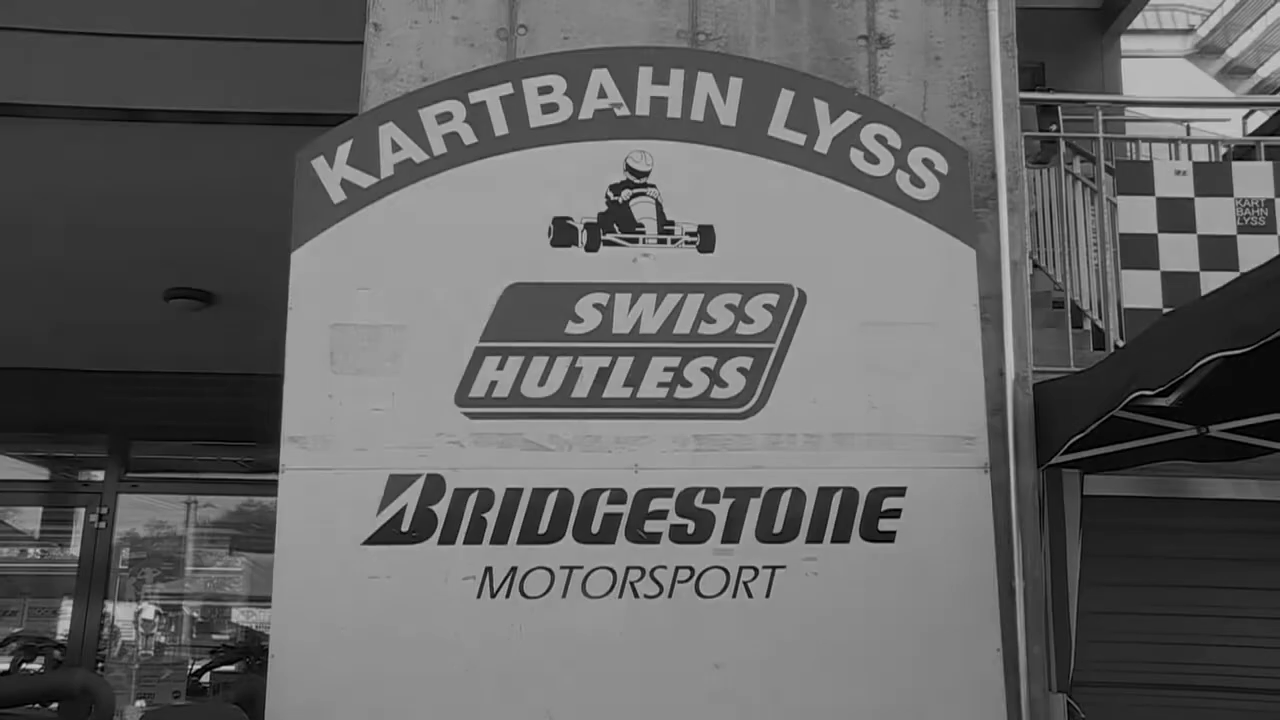 KARTBAHN LYSS
SWISS
HUTLESS
BRIDGESTONE
MOTORSPORT
KART
BAHN
LYSS